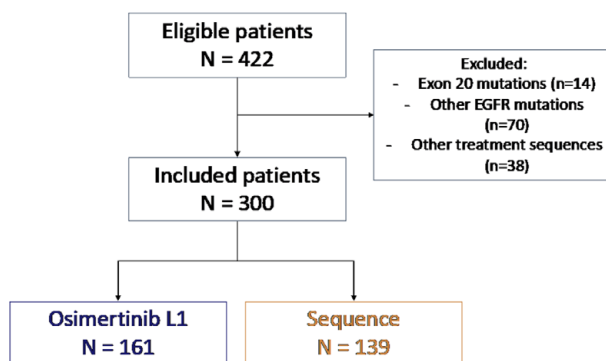 Eligible patients
N = 422
Excluded:
- Exon 20 mutations (n=14)
- Other EGFR mutations
(n=70)
- Other treatment sequences
(n=38)
Included patients
N = 300
Osimertinib L1
N = 161
Sequence
N = 139